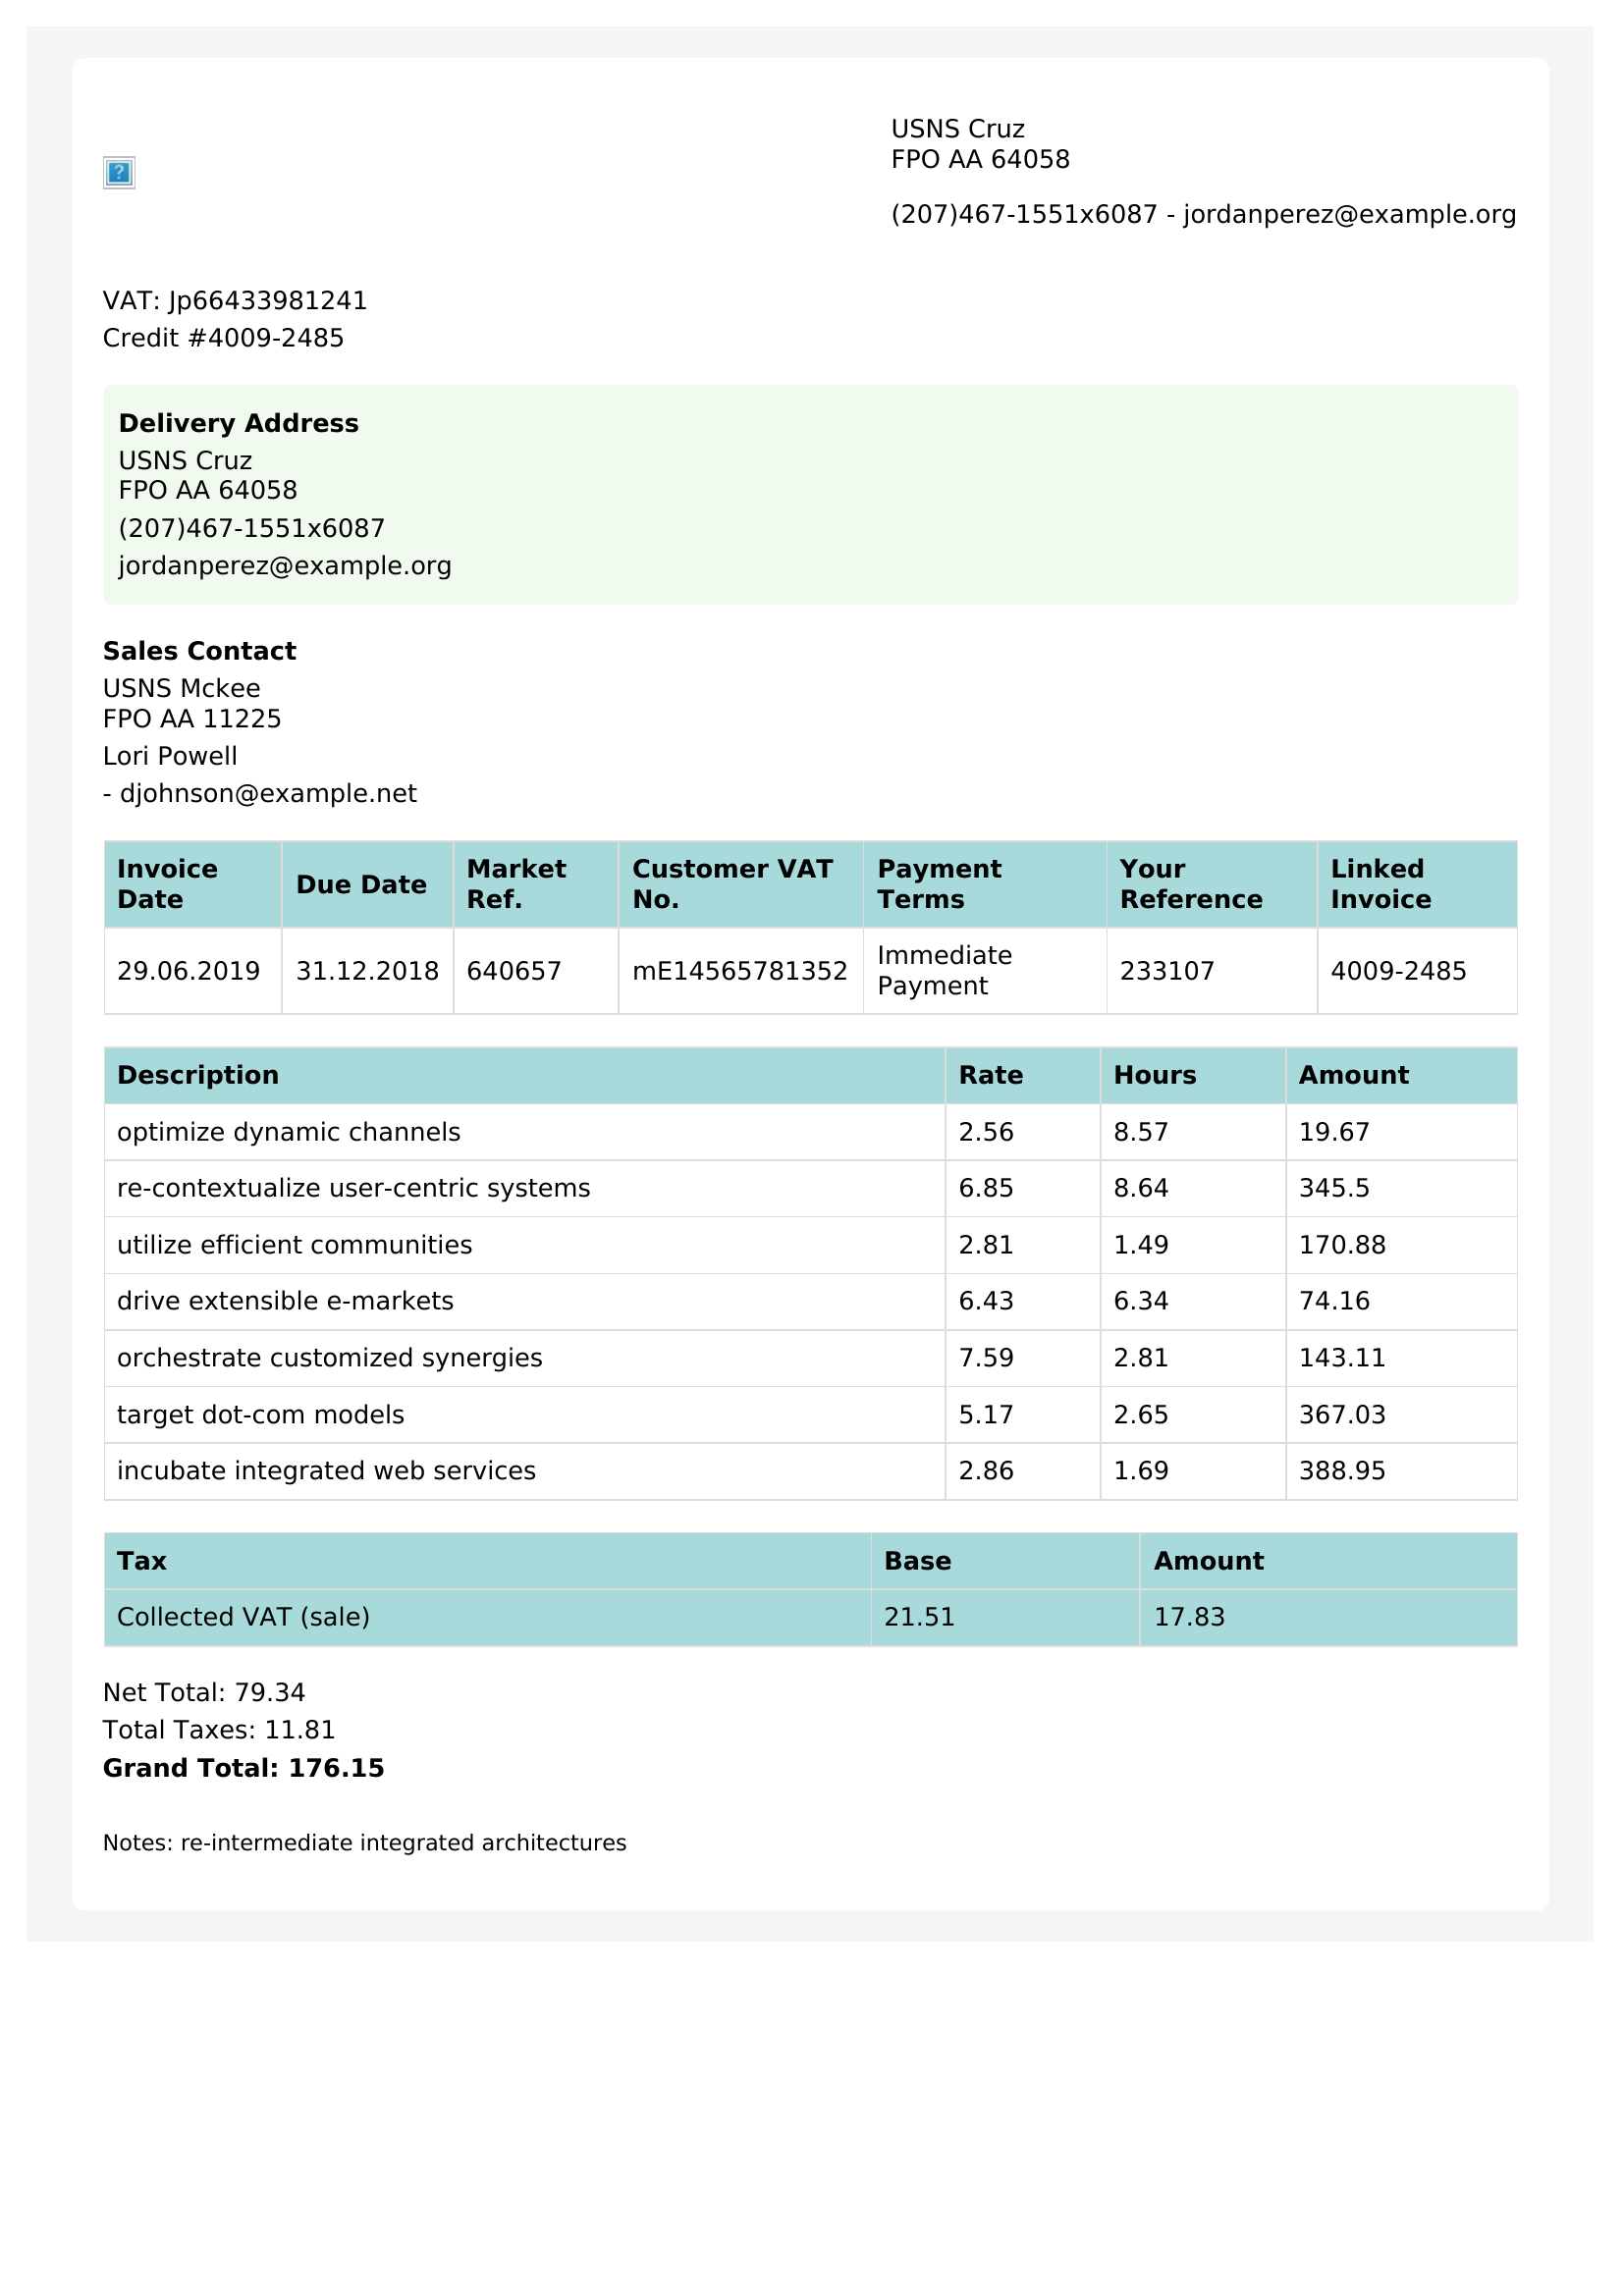 USNS Cruz
FPO AA 64058
(207)467-1551x6087 - jordanperez@example.org
VAT: Jp66433981241
Credit #4009-2485
Delivery Address
USNS Cruz
FPO AA 64058
(207)467-1551x6087
jordanperez@example.org
Sales Contact
USNS Mckee
FPO AA 11225
Lori Powell
- djohnson@example.net
Invoice Date Due Date Market Ref. Customer VAT No. Payment Terms Your Reference Linked Invoice
29.06.2019 31.12.2018 640657 mE14565781352 Immediate Payment 233107 4009-2485
Description Rate Hours Amount
optimize dynamic channels 2.56 8.57 19.67
re-contextualize user-centric systems 6.85 8.64 345.5
utilize efficient communities 2.81 1.49 170.88
drive extensible e-markets 6.43 6.34 74.16
orchestrate customized synergies 7.59 2.81 143.11
target dot-com models 5.17 2.65 367.03
incubate integrated web services 2.86 1.69 388.95
Tax Base Amount
Collected VAT (sale) 21.51 17.83
Net Total: 79.34
Total Taxes: 11.81
Grand Total: 176.15
Notes: re-intermediate integrated architectures